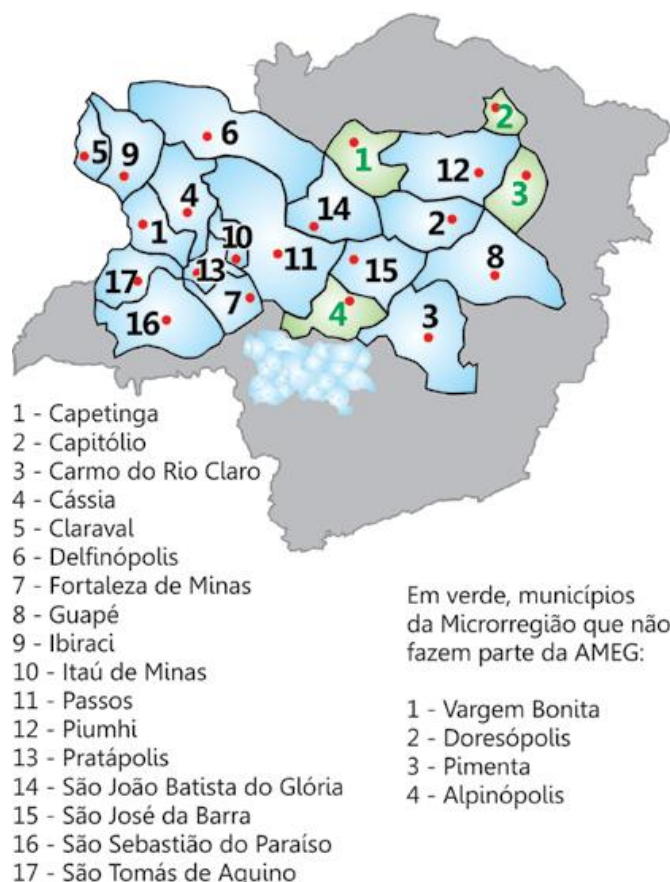 5
9
6
1
2
12
3
4
1
14
2
10
13
11
15
8
17
7
4
16
3
1 - Capetinga
2 - Capitólio
3 - Carmo do Rio Claro
4 - Cássia
5 - Claraval
6 - Delfinópolis
7 - Fortaleza de Minas
8 - Guapé
9 - Ibiraci
10 - Itaú de Minas
11 - Passos
12 - Piumhi
13 - Pratápolis
14 - São João Batista do Glória
15 - São José da Barra
16 - São Sebastião do Paraíso
17 - São Tomás de Aquino
Em verde, municípios
da Microrregião que não
fazem parte da AMEG:
1 - Vargem Bonita
2 - Doresópolis
3 - Pimenta
4 - Alpinópolis